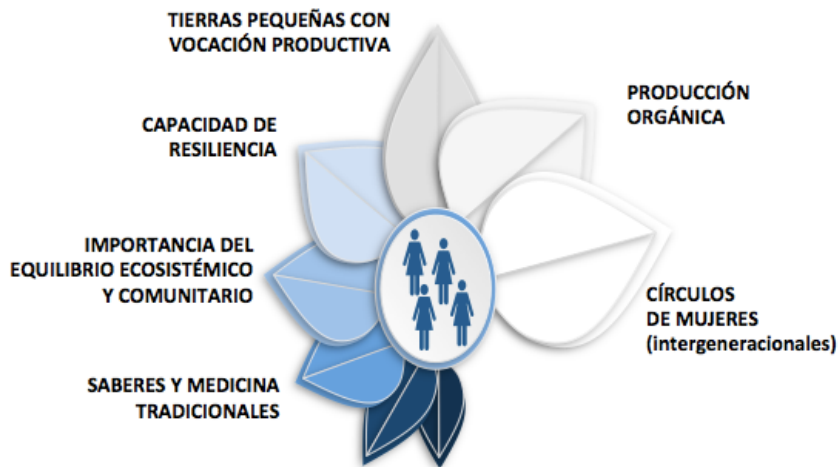 TIERRAS PEQUEÑAS CON
VOCACIÓN PRODUCTIVA
PRODUCCIÓN
ORGÁNICA
CAPACIDAD DE
RESILIENCIA
IMPORTANCIA DEL
EQUILIBRIO ECOSISTÉMICO
Y COMUNITARIO
CÍRCULOS
DE MUJERES
(intergeneracionales)
SABERES Y MEDICINA
TRADICIONALES